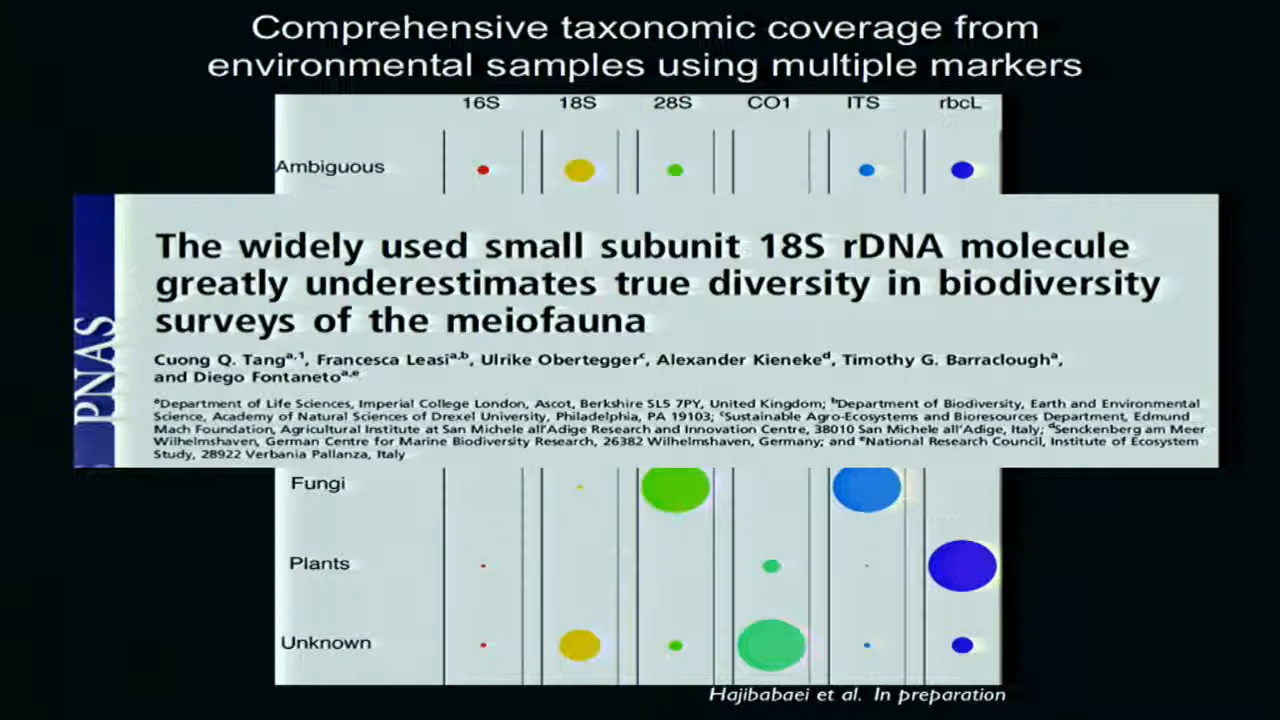 Comprehensive taxonomic coverage from
environmental samples using multiple markers
16S 18S 28S CO1 ITS rbcL
Ambiguous
PNAS
The widely used small subunit 18S rDNA molecule
greatly underestimates true diversity in biodiversity
surveys of the meiofauna
Cuong Q. Tang^a,1, Francesca Leasi^a,b, Ulrike Obertegger^c, Alexander Kieneke^d, Timothy G. Barraclough^a,
and Diego Fontaneto^a,e
^aDepartment of Life Sciences, Imperial College London, Ascot, Berkshire SL5 7PY, United Kingdom; ^bDepartment of Biodiversity, Earth and Environmental
Science, Academy of Natural Sciences of Drexel University, Philadelphia, PA 19103; ^cSustainable Agro-Ecosystems and Bioresources Department, Edmund
Mach Foundation, Agricultural Institute at San Michele all'Adige Research and Innovation Centre, 38010 San Michele all'Adige, Italy; ^dSenckenberg am Meer
Wilhelmshaven, German Centre for Marine Biodiversity Research, 26382 Wilhelmshaven, Germany; and ^eNational Research Council, Institute of Ecosystem
Study, 28922 Verbania Pallanza, Italy
Fungi
Plants
Unknown
Hajibabaei et al. In preparation